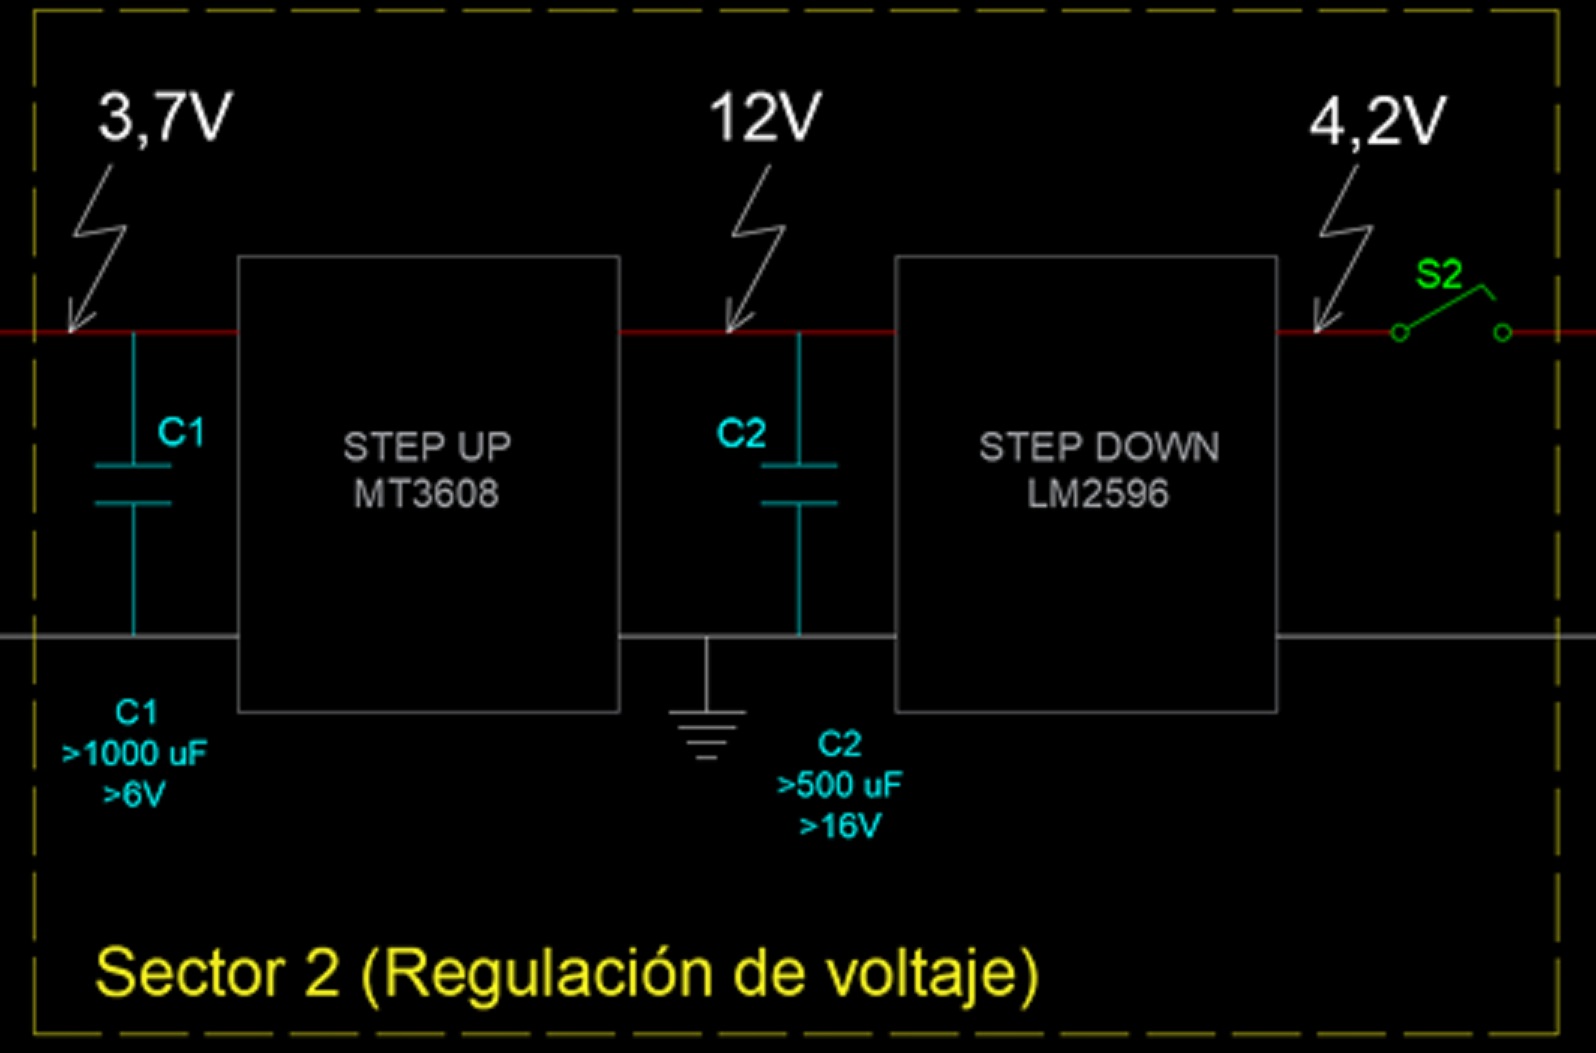 3,7V
12V
4,2V
S2
C1
C2
STEP UP
MT3608
STEP DOWN
LM2596
C1
>1000 uF
>6V
C2
>500 uF
>16V
Sector 2 (Regulación de voltaje)